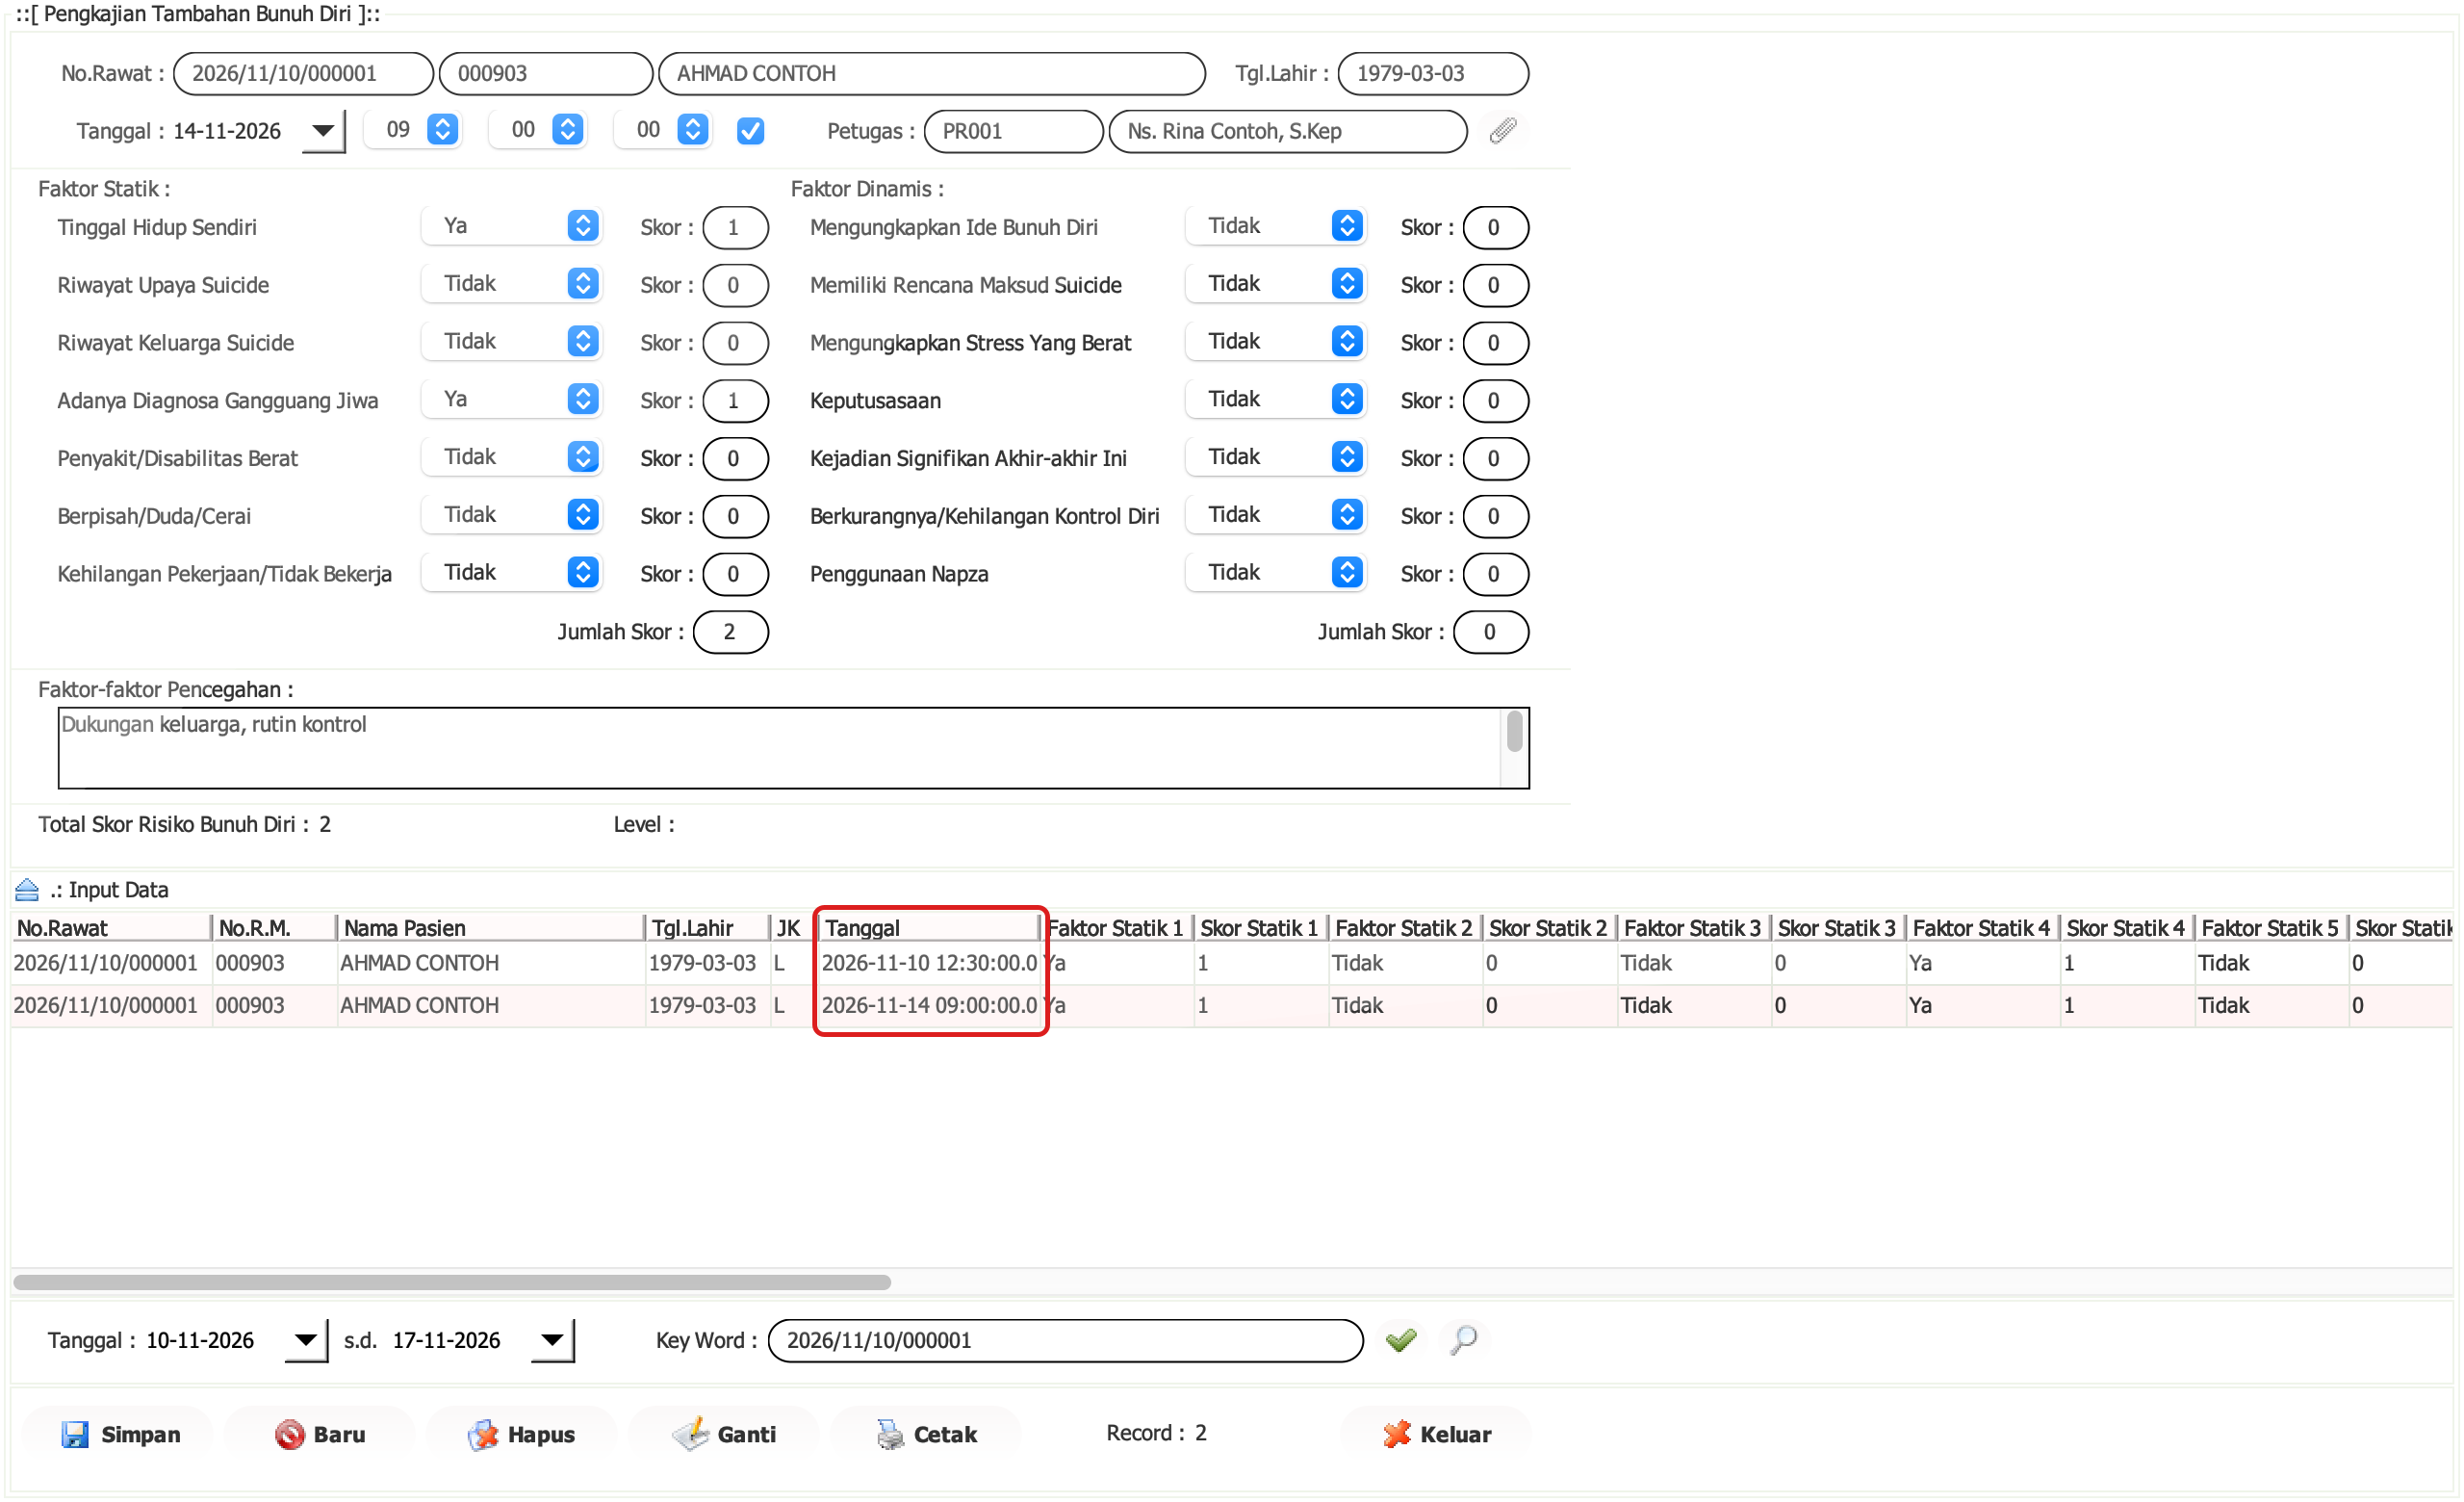 ::[ Pengkajian Tambahan Bunuh Diri ]::
No.Rawat : 2026/11/10/000001 000903 AHMAD CONTOH Tgl.Lahir : 1979-03-03
Tanggal : 14-11-2026 09 00 00 Petugas : PR001 Ns. Rina Contoh, S.Kep
Faktor Statik : Faktor Dinamis :
Tinggal Hidup Sendiri Ya Skor : 1 Mengungkapkan Ide Bunuh Diri Tidak Skor : 0
Riwayat Upaya Suicide Tidak Skor : 0 Memiliki Rencana Maksud Suicide Tidak Skor : 0
Riwayat Keluarga Suicide Tidak Skor : 0 Mengungkapkan Stress Yang Berat Tidak Skor : 0
Adanya Diagnosa Gangguang Jiwa Ya Skor : 1 Keputusasaan Tidak Skor : 0
Penyakit/Disabilitas Berat Tidak Skor : 0 Kejadian Signifikan Akhir-akhir Ini Tidak Skor : 0
Berpisah/Duda/Cerai Tidak Skor : 0 Berkurangnya/Kehilangan Kontrol Diri Tidak Skor : 0
Kehilangan Pekerjaan/Tidak Bekerja Tidak Skor : 0 Penggunaan Napza Tidak Skor : 0
Jumlah Skor : 2 Jumlah Skor : 0
Faktor-faktor Pencegahan :
Dukungan keluarga, rutin kontrol
Total Skor Risiko Bunuh Diri : 2 Level :
.: Input Data
No.Rawat No.R.M. Nama Pasien Tgl.Lahir JK Tanggal Faktor Statik 1 Skor Statik 1 Faktor Statik 2 Skor Statik 2 Faktor Statik 3 Skor Statik 3 Faktor Statik 4 Skor Statik 4 Faktor Statik 5 Skor Statik
2026/11/10/000001 000903 AHMAD CONTOH 1979-03-03 L 2026-11-10 12:30:00.0 Ya 1 Tidak 0 Tidak 0 Ya 1 Tidak 0
2026/11/10/000001 000903 AHMAD CONTOH 1979-03-03 L 2026-11-14 09:00:00.0 Ya 1 Tidak 0 Tidak 0 Ya 1 Tidak 0
Tanggal : 10-11-2026 s.d. 17-11-2026 Key Word : 2026/11/10/000001
Simpan Baru Hapus Ganti Cetak Record : 2 Keluar